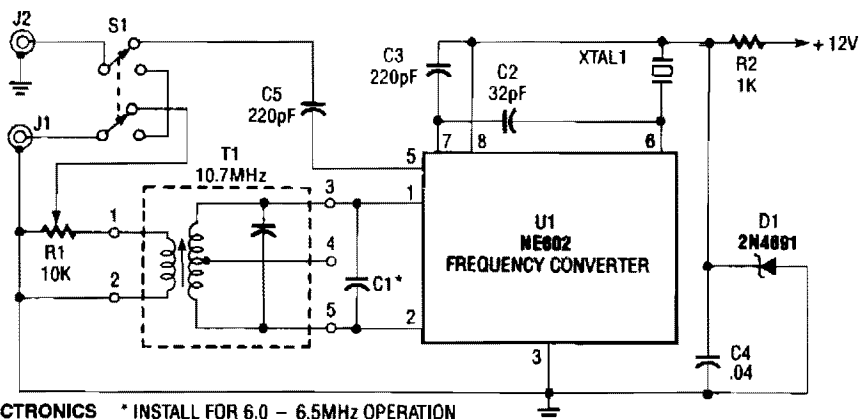 J2
S1
C3
220pF
XTAL1
R2
1K
+ 12V
C2
32pF
C5
220pF
J1
7
8
6
5
T1
10.7MHz
3
1
1
4
U1
NE602
FREQUENCY CONVERTER
D1
2N4691
R1
10K
C1*
2
5
2
3
C4
.04
CTRONICS * INSTALL FOR 6.0 – 6.5MHz OPERATION